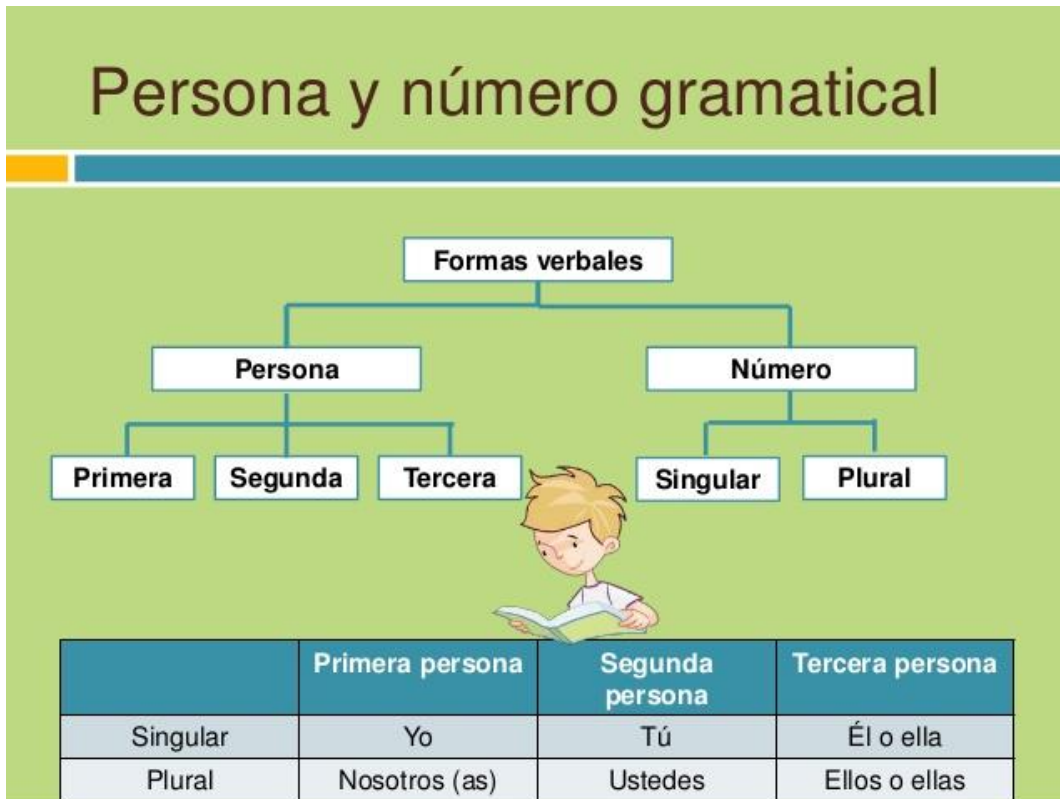 Persona y número gramatical
Formas verbales
Persona
Número
Primera
Segunda
Tercera
Singular
Plural
Primera persona
Segunda
persona
Tercera persona
Singular
Yo
Tú
Él o ella
Plural
Nosotros (as)
Ustedes
Ellos o ellas